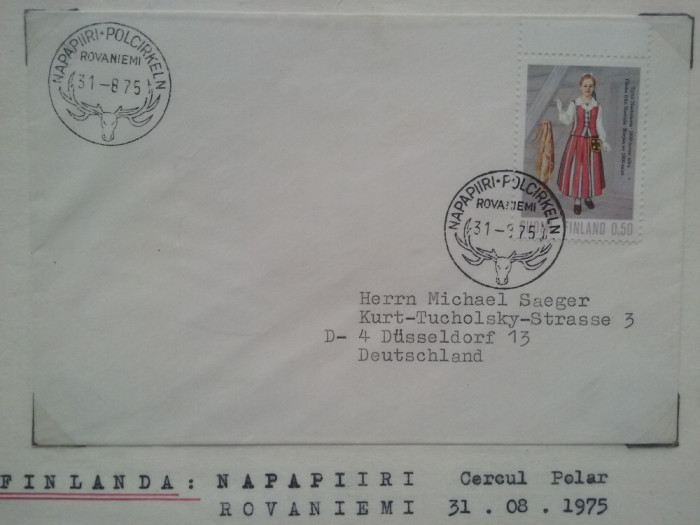 NAPAPIIRI·POLCIRKELN
ROVANIEMI
31-8 75
SUOMI FINLAND 0,50
NAPAPIIRI·POLCIRKELN
ROVANIEMI
31-8 75
Herrn Michael Saeger
Kurt-Tucholsky-Strasse 3
D- 4 Düsseldorf 13
Deutschland
FINLANDA: NAPAPIIRI Cercul Polar
ROVANIEMI 31 . 08 . 1975